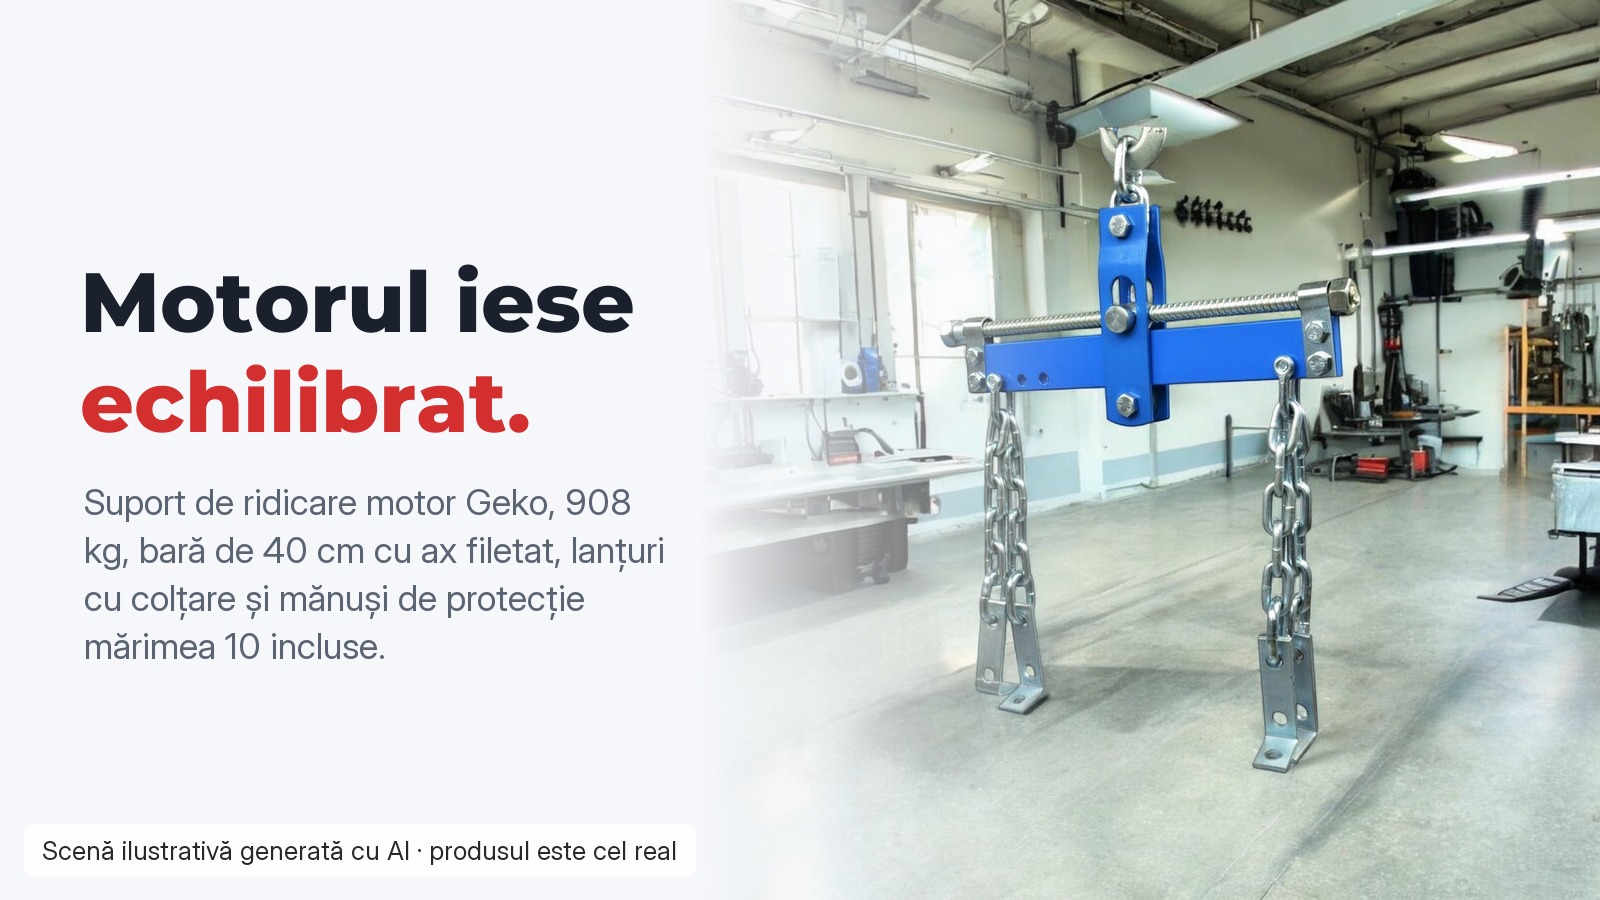 Motorul iese
echilibrat.
Suport de ridicare motor Geko, 908
kg, bară de 40 cm cu ax filetat, lanțuri
cu colțare și mănuși de protecție
mărimea 10 incluse.
Scenă ilustrativă generată cu AI · produsul este cel real